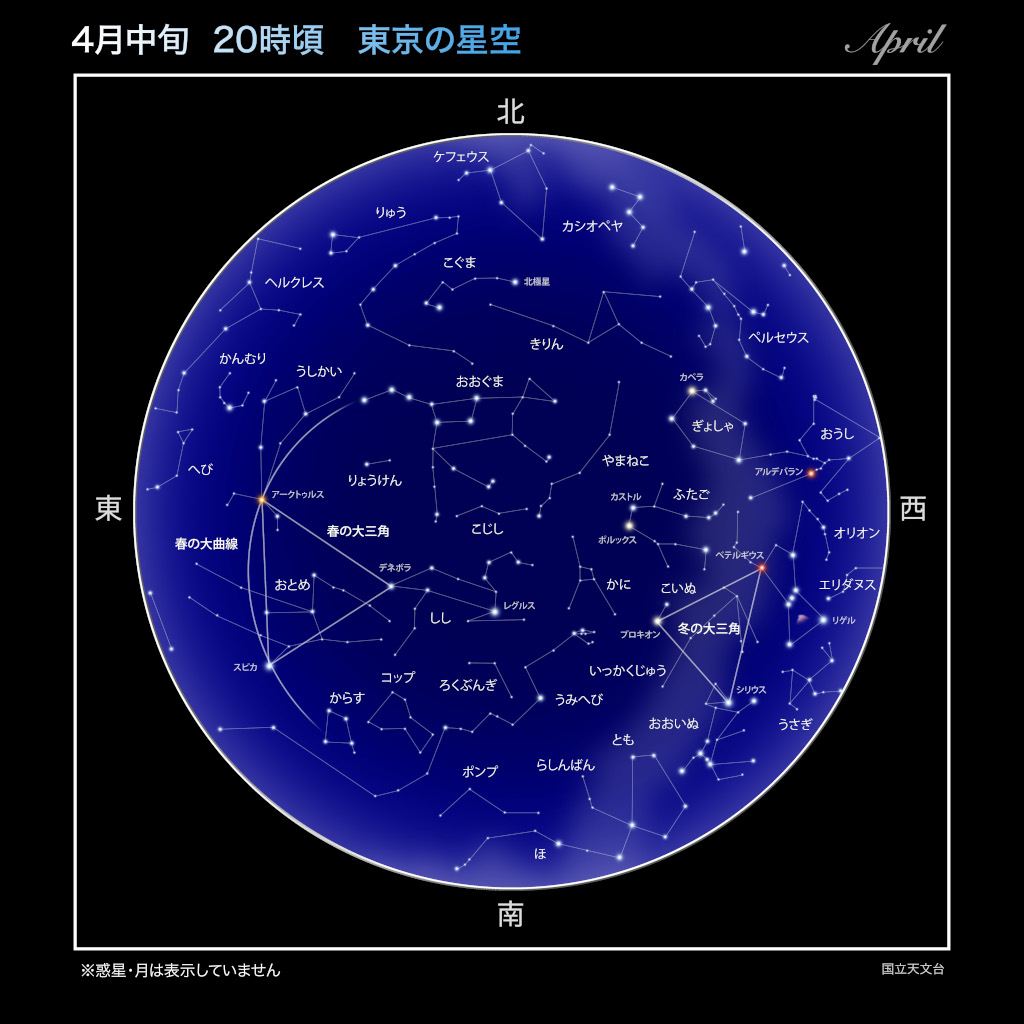 4月中旬 20時頃 東京の星空
April
北
ケフェウス
りゅう
カシオペヤ
こぐま
北極星
ヘルクレス
きりん
ペルセウス
かんむり
うしかい
おおぐま
カペラ
ぎょしゃ
おうし
へび
やまねこ
アルデバラン
りょうけん
カストル
ふたご
アークトゥルス
東
西
春の大三角
こじし
ポルックス
オリオン
春の大曲線
ベテルギウス
デネボラ
おとめ
かに
こいぬ
エリダヌス
レグルス
しし
プロキオン
冬の大三角
リゲル
スピカ
コップ
ろくぶんぎ
いっかくじゅう
からす
うみへび
シリウス
おおいぬ
うさぎ
とも
ポンプ
らしんばん
ほ
南
※惑星・月は表示していません
国立天文台